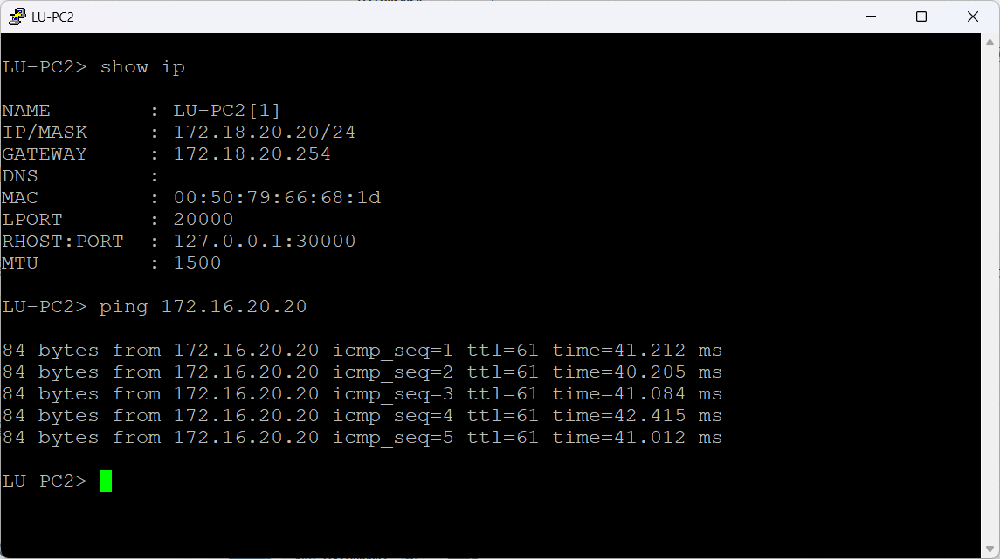 LU-PC2
LU-PC2> show ip
NAME        : LU-PC2[1]
IP/MASK     : 172.18.20.20/24
GATEWAY     : 172.18.20.254
DNS         :
MAC         : 00:50:79:66:68:1d
LPORT       : 20000
RHOST:PORT  : 127.0.0.1:30000
MTU         : 1500
LU-PC2> ping 172.16.20.20
84 bytes from 172.16.20.20 icmp_seq=1 ttl=61 time=41.212 ms
84 bytes from 172.16.20.20 icmp_seq=2 ttl=61 time=40.205 ms
84 bytes from 172.16.20.20 icmp_seq=3 ttl=61 time=41.084 ms
84 bytes from 172.16.20.20 icmp_seq=4 ttl=61 time=42.415 ms
84 bytes from 172.16.20.20 icmp_seq=5 ttl=61 time=41.012 ms
LU-PC2>